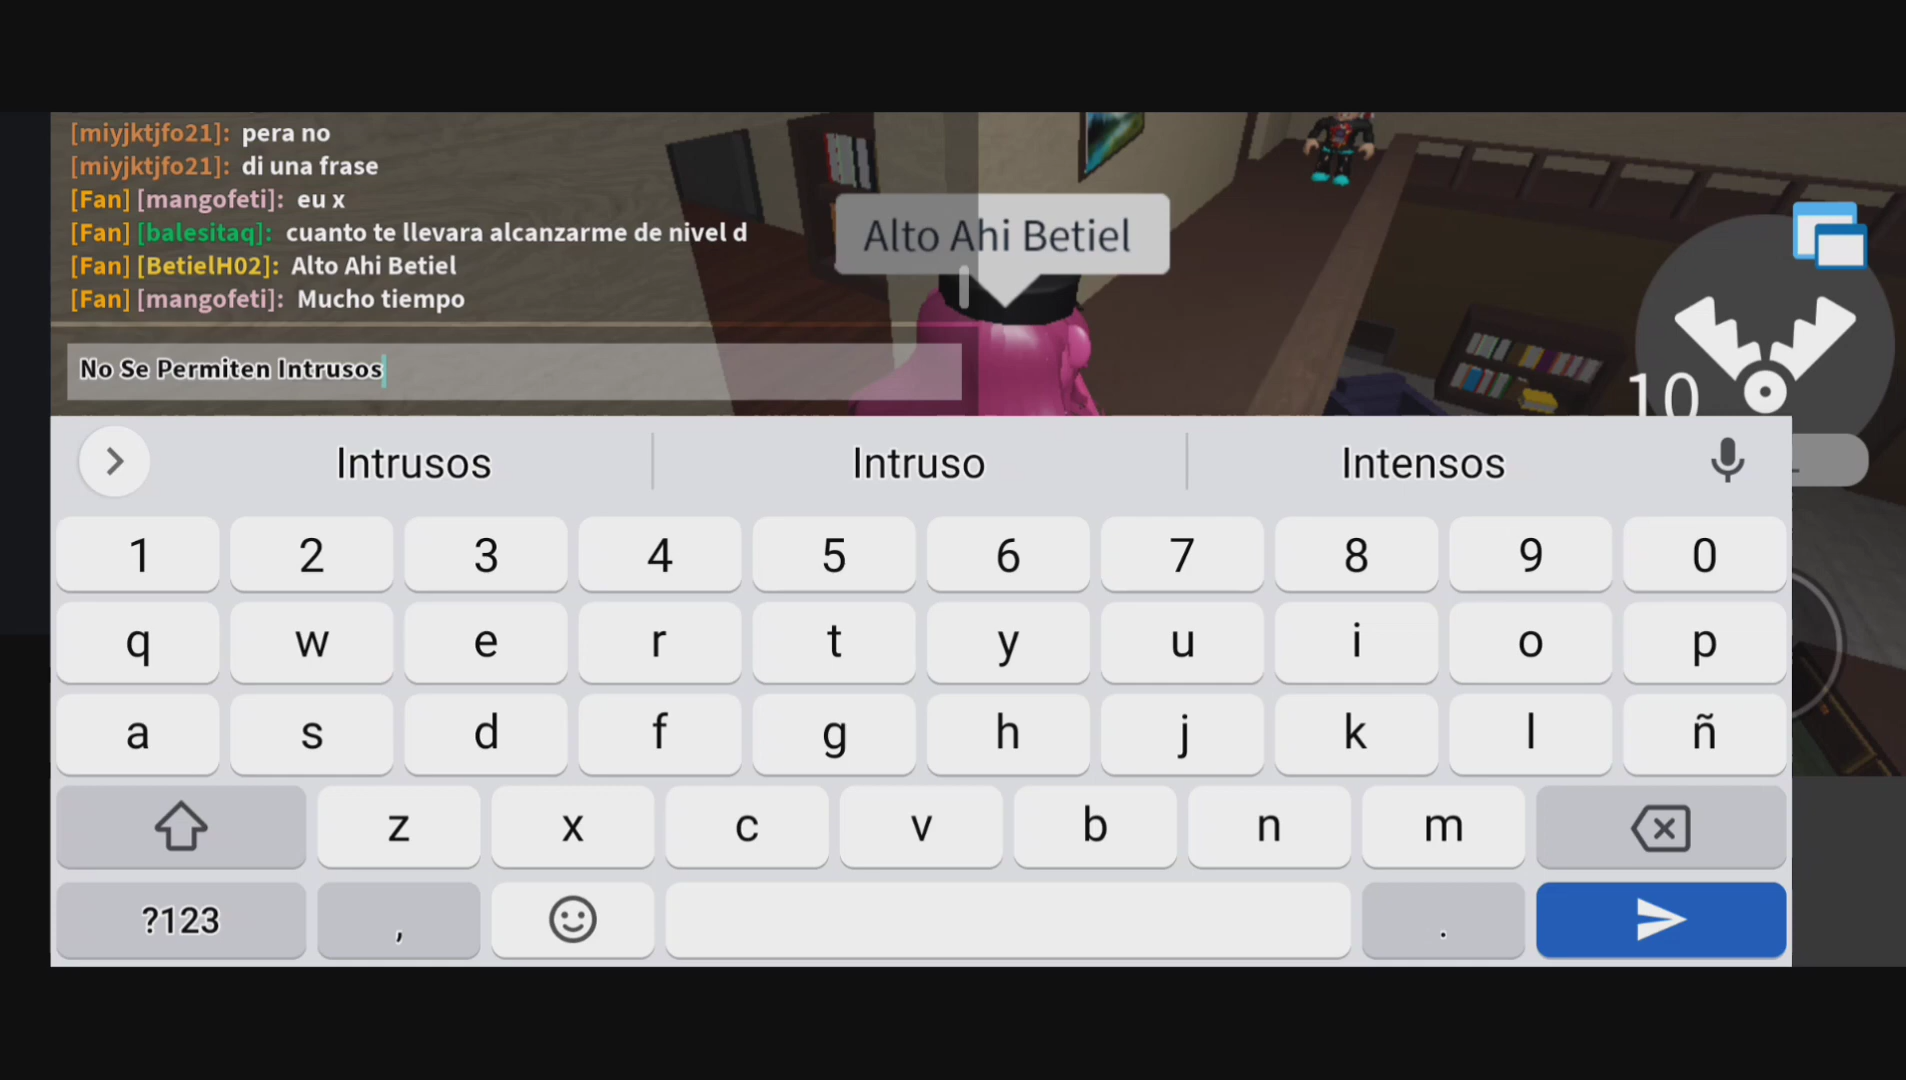 [miyjktjfo21]: pera no
[miyjktjfo21]: di una frase
[Fan] [mangofeti]: eu x
[Fan] [balesitaq]: cuanto te llevara alcanzarme de nivel d
[Fan] [BetielH02]: Alto Ahi Betiel
[Fan] [mangofeti]: Mucho tiempo
Alto Ahi Betiel
No Se Permiten Intrusos
10
Intrusos Intruso Intensos
1 2 3 4 5 6 7 8 9 0
q w e r t y u i o p
a s d f g h j k l ñ
z x c v b n m
?123 , .